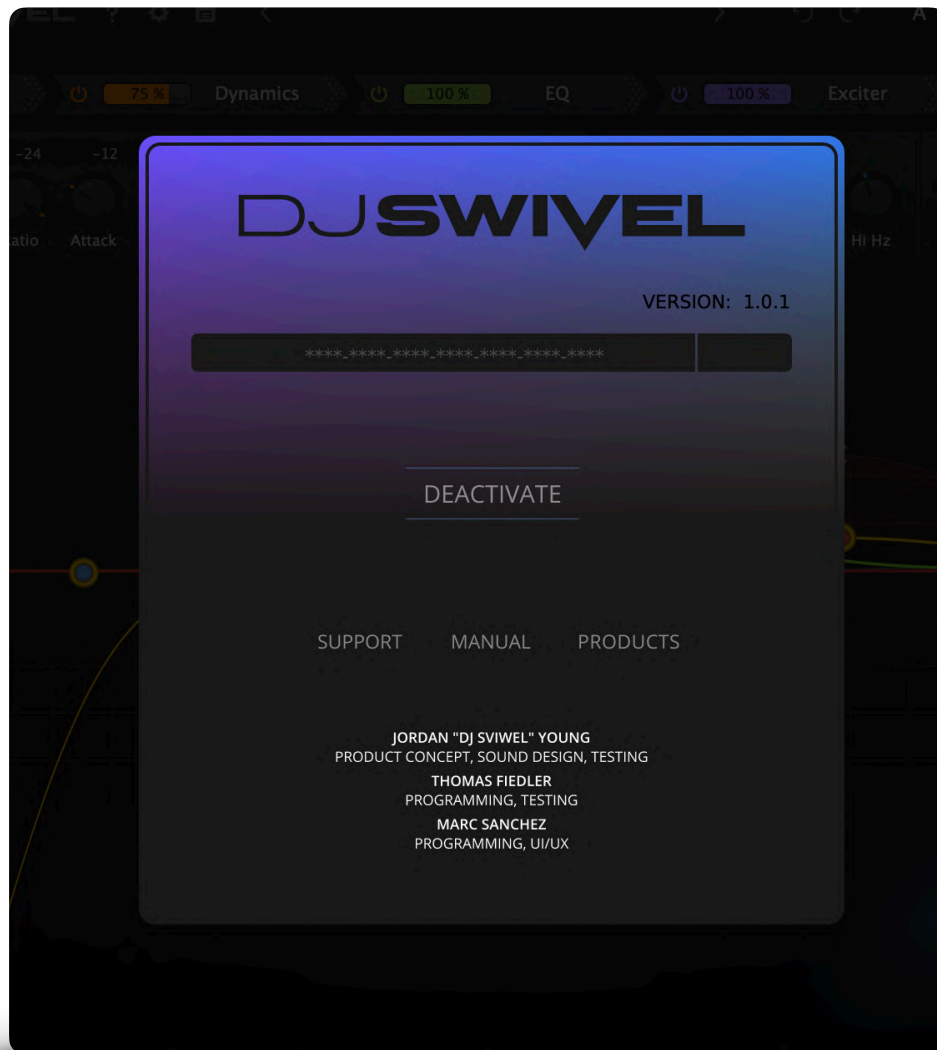 VEL ? < > A
75 % Dynamics 100 % EQ 100 % Exciter
-24 -12
atio Attack Hi Hz
DJSWIVEL
VERSION: 1.0.1
****-****-****-****-****-****-****
DEACTIVATE
SUPPORT MANUAL PRODUCTS
JORDAN "DJ SVIWEL" YOUNG
PRODUCT CONCEPT, SOUND DESIGN, TESTING
THOMAS FIEDLER
PROGRAMMING, TESTING
MARC SANCHEZ
PROGRAMMING, UI/UX